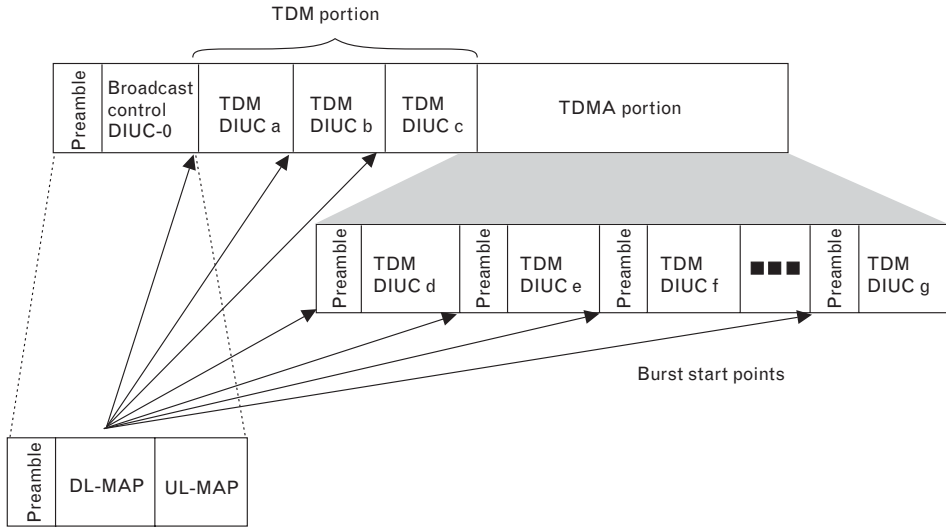 TDM portion
Preamble
Broadcast
control
DIUC-0
TDM
DIUC a
TDM
DIUC b
TDM
DIUC c
TDMA portion
Preamble
TDM
DIUC d
Preamble
TDM
DIUC e
Preamble
TDM
DIUC f
Preamble
TDM
DIUC g
Burst start points
Preamble
DL-MAP
UL-MAP